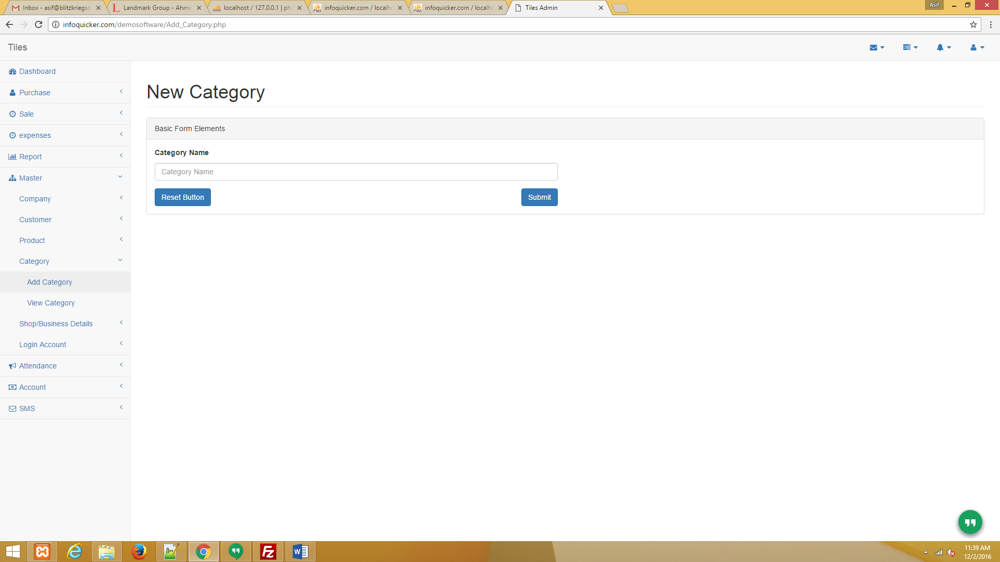 Inbox - asif@blitzkriegso
Landmark Group - Ahme
localhost / 127.0.0.1 | ph
infoquicker.com / localh
infoquicker.com / localh
Tiles Admin
Asif
infoquicker.com/demosoftware/Add_Category.php
Tiles
Dashboard
Purchase
Sale
expenses
Report
Master
Company
Customer
Product
Category
Add Category
View Category
Shop/Business Details
Login Account
Attendance
Account
SMS
New Category
Basic Form Elements
Category Name
Category Name
Reset Button
Submit
11:39 AM
12/2/2016